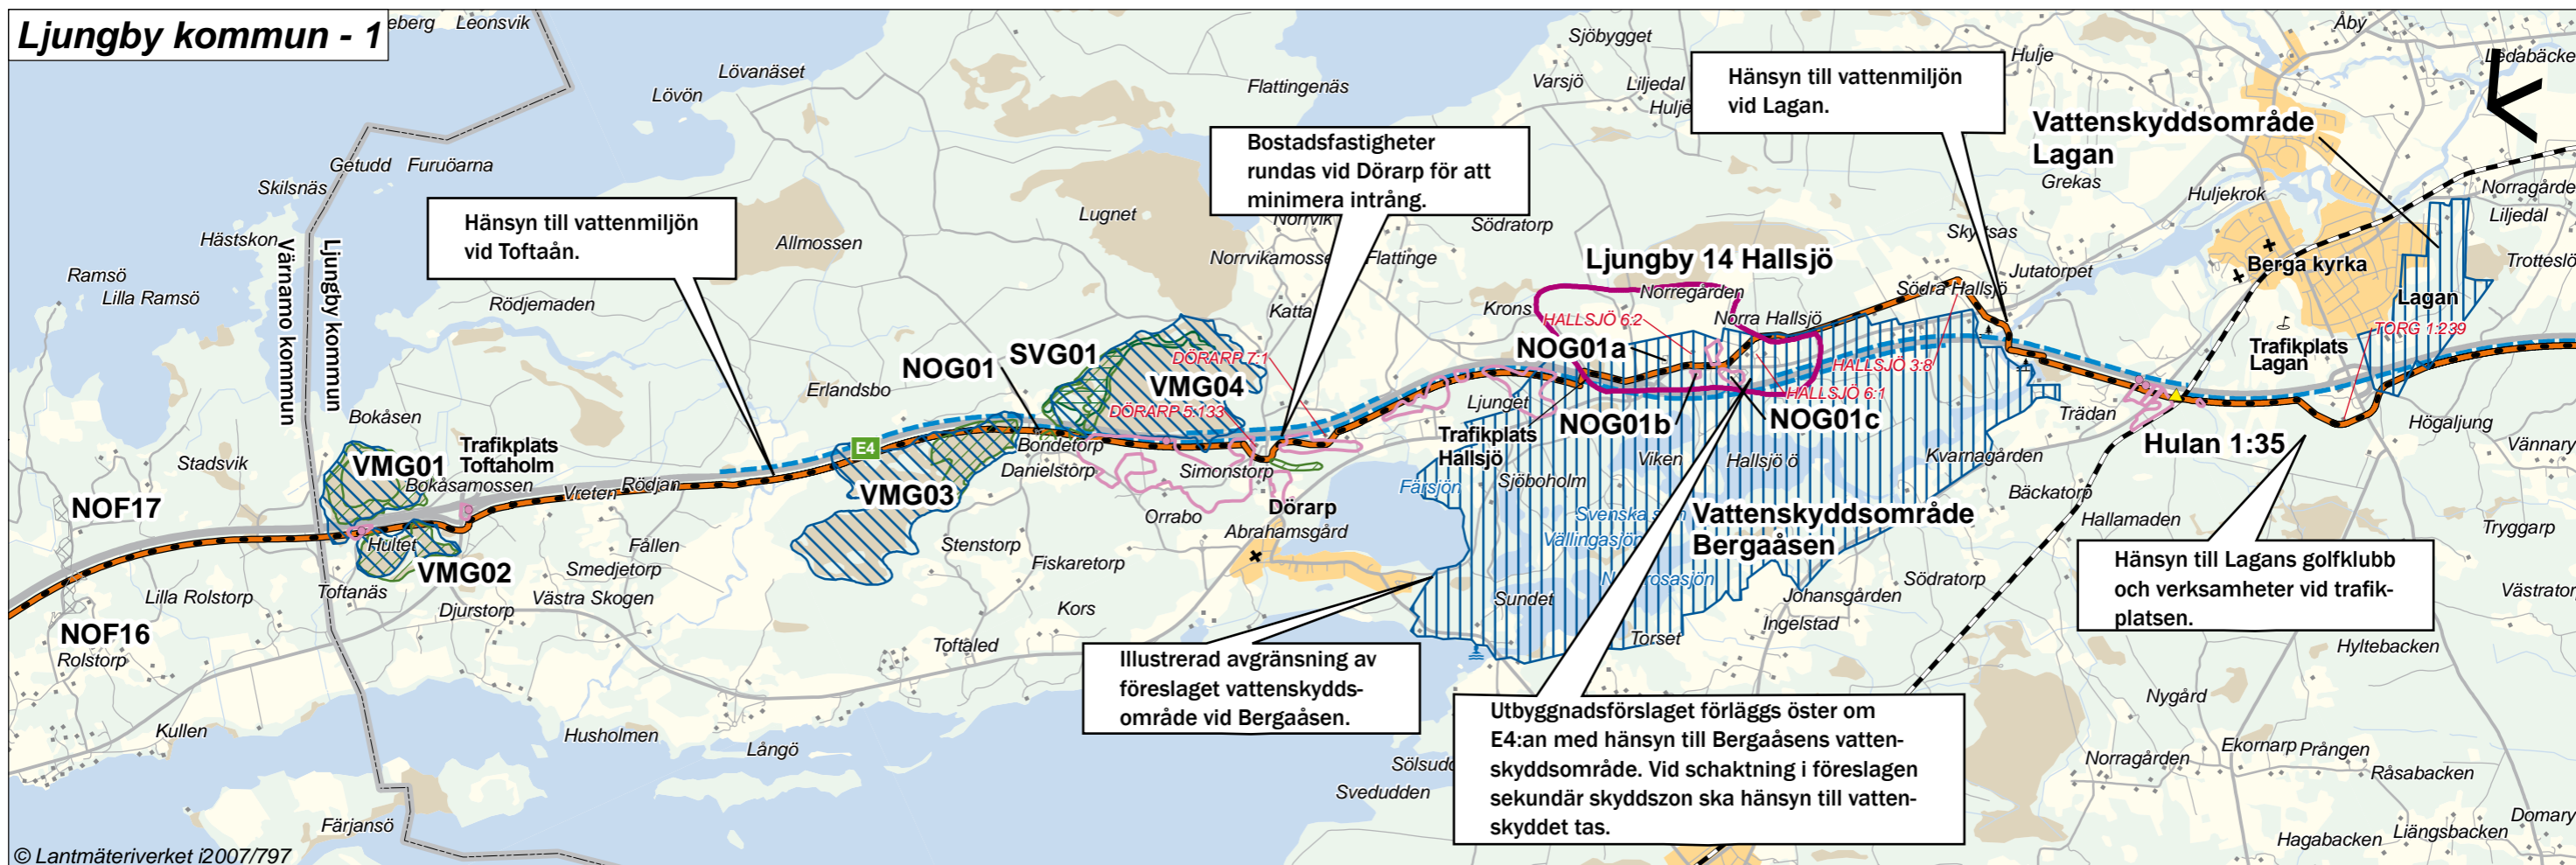 Ljungby kommun - 1
eberg
Leonsvik
Lövanäset
Lövön
Sjöbygget
Varsjö
Flattingenäs
Liljedal
Hulje
Åby
Ledabäcke
Hänsyn till vattenmiljön
vid Lagan.
Vattenskyddsområde
Lagan
Grekas
Huljekrok
Norragårde
Liljedal
Trotteslö
Getudd
Furuöarna
Skilsnäs
Hästskon
Ramsö
Lilla Ramsö
Värnamo kommun
Ljungby kommun
Hänsyn till vattenmiljön
vid Toftaån.
Bostadsfastigheter
rundas vid Dörarp för att
minimera intrång.
Lugnet
Allmossen
Norrvik
Norrvikamosse
Flattinge
Södratorp
Rödjemaden
Katta
Krons
Ljungby 14 Hallsjö
Norregården
Norra Hallsjö
Södra Hallsjö
Jutatorpet
Berga kyrka
Lagan
TORG 1:239
Trafikplats
Lagan
HALLSJÖ 6:2
HALLSJÖ 3:8
HALLSJÖ 6:1
NOG01a
NOG01b
NOG01c
NOG01
SVG01
VMG04
DÖRARP 7:1
DÖRARP 5:133
Erlandsbo
E4
Bokåsen
VMG01
Trafikplats
Toftaholm
Bokåsamossen
Vreten
Rödjan
Stadsvik
NOF17
Hultet
VMG02
VMG03
Bondetorp
Danielstorp
Simonstorp
Dörarp
Orrabo
Abrahamsgård
Stenstorp
Fiskaretorp
Kors
Toftaled
Fållen
Smedjetorp
Västra Skogen
Djurstorp
Toftanäs
Lilla Rolstorp
NOF16
Rolstorp
Kullen
Husholmen
Långö
Färjansö
Ljunget
Trafikplats
Hallsjö
Färsjön
Sjöboholm
Viken
Hallsjö ö
Vällingasjön
Vattenskyddsområde
Bergaåsen
Sundet
Torset
Johansgården
Ingelstad
Södratorp
Kvarnagården
Bäckatorp
Hallamaden
Trädan
Hulan 1:35
Högaljung
Vännary
Tryggarp
Västrator
Hyltebacken
Nygård
Norragården
Ekornarp
Prången
Råsabacken
Hagabacken
Liängsbacken
Domary
Hänsyn till Lagans golfklubb
och verksamheter vid trafik-
platsen.
Illustrerad avgränsning av
föreslaget vattenskydds-
område vid Bergaåsen.
Utbyggnadsförslaget förläggs öster om
E4:an med hänsyn till Bergaåsens vatten-
skyddsområde. Vid schaktning i föreslagen
sekundär skyddszon ska hänsyn till vatten-
skyddet tas.
Sölsudd
Svedudden
© Lantmäteriverket i2007/797